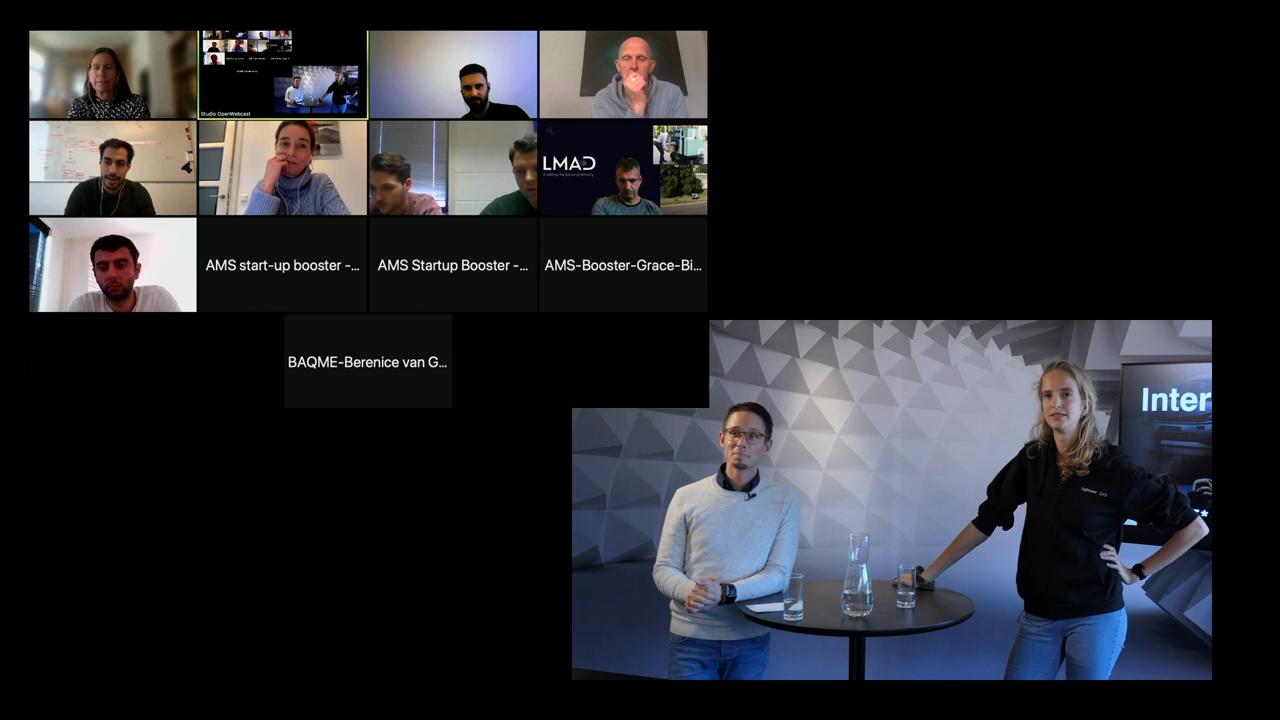 Studio OpenWebcast
LMAD
Enabling the future of delivery
AMS start-up booster -...
AMS Startup Booster -...
AMS-Booster-Grace-Bi...
BAQME-Berenice van G...
Inter